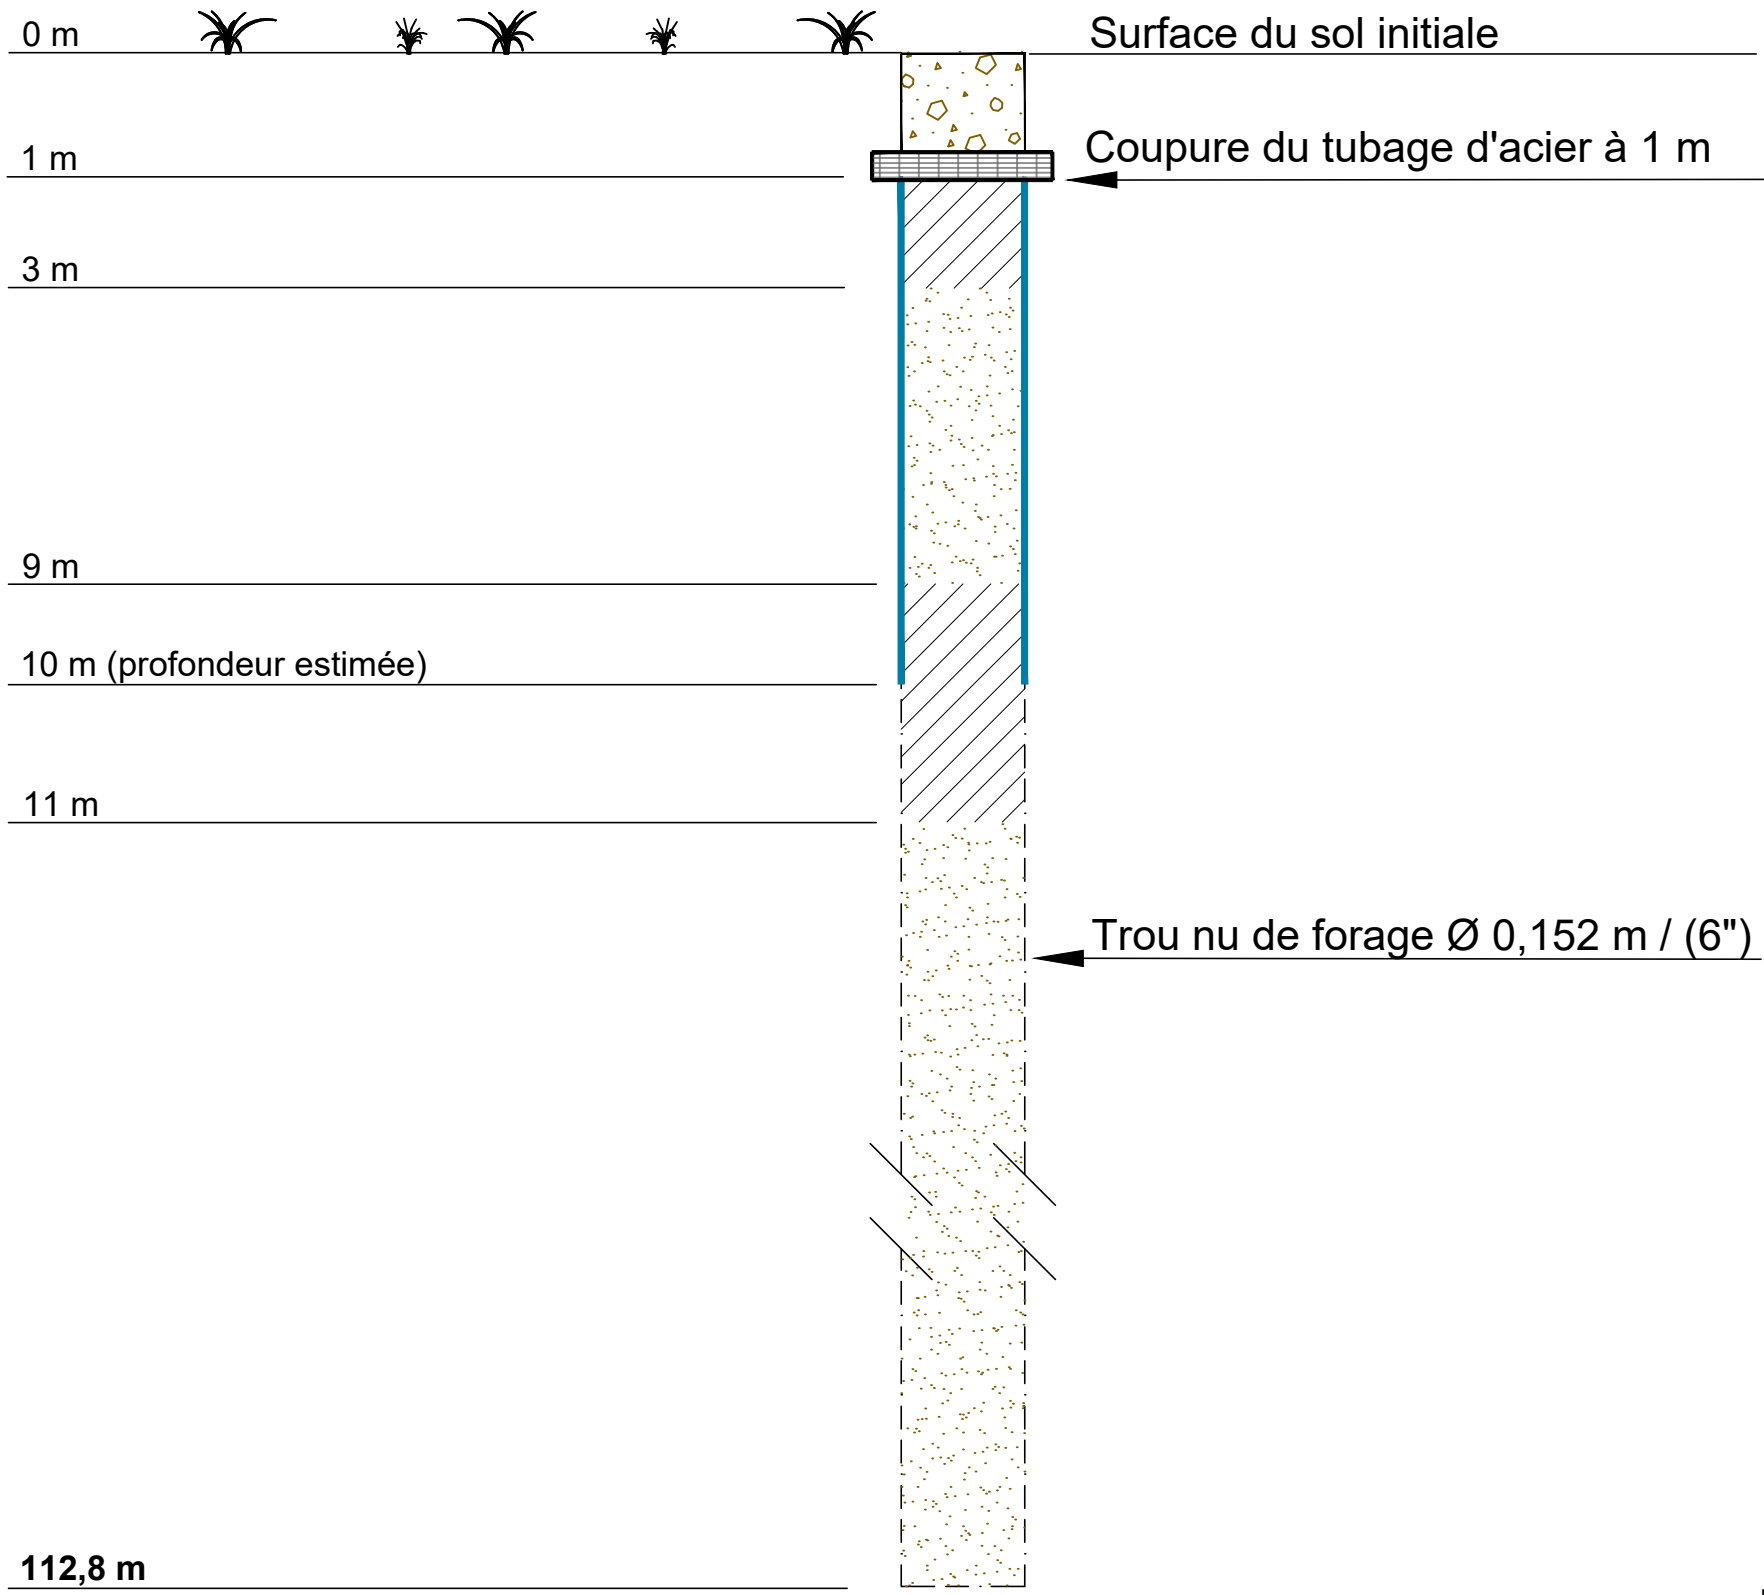 0 m
Surface du sol initiale
1 m
Coupure du tubage d'acier à 1 m
3 m
9 m
10 m (profondeur estimée)
11 m
Trou nu de forage Ø 0,152 m / (6")
112,8 m